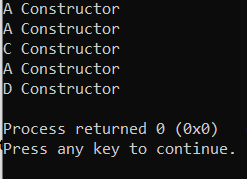 A Constructor
A Constructor
C Constructor
A Constructor
D Constructor
Process returned 0 (0x0)
Press any key to continue.